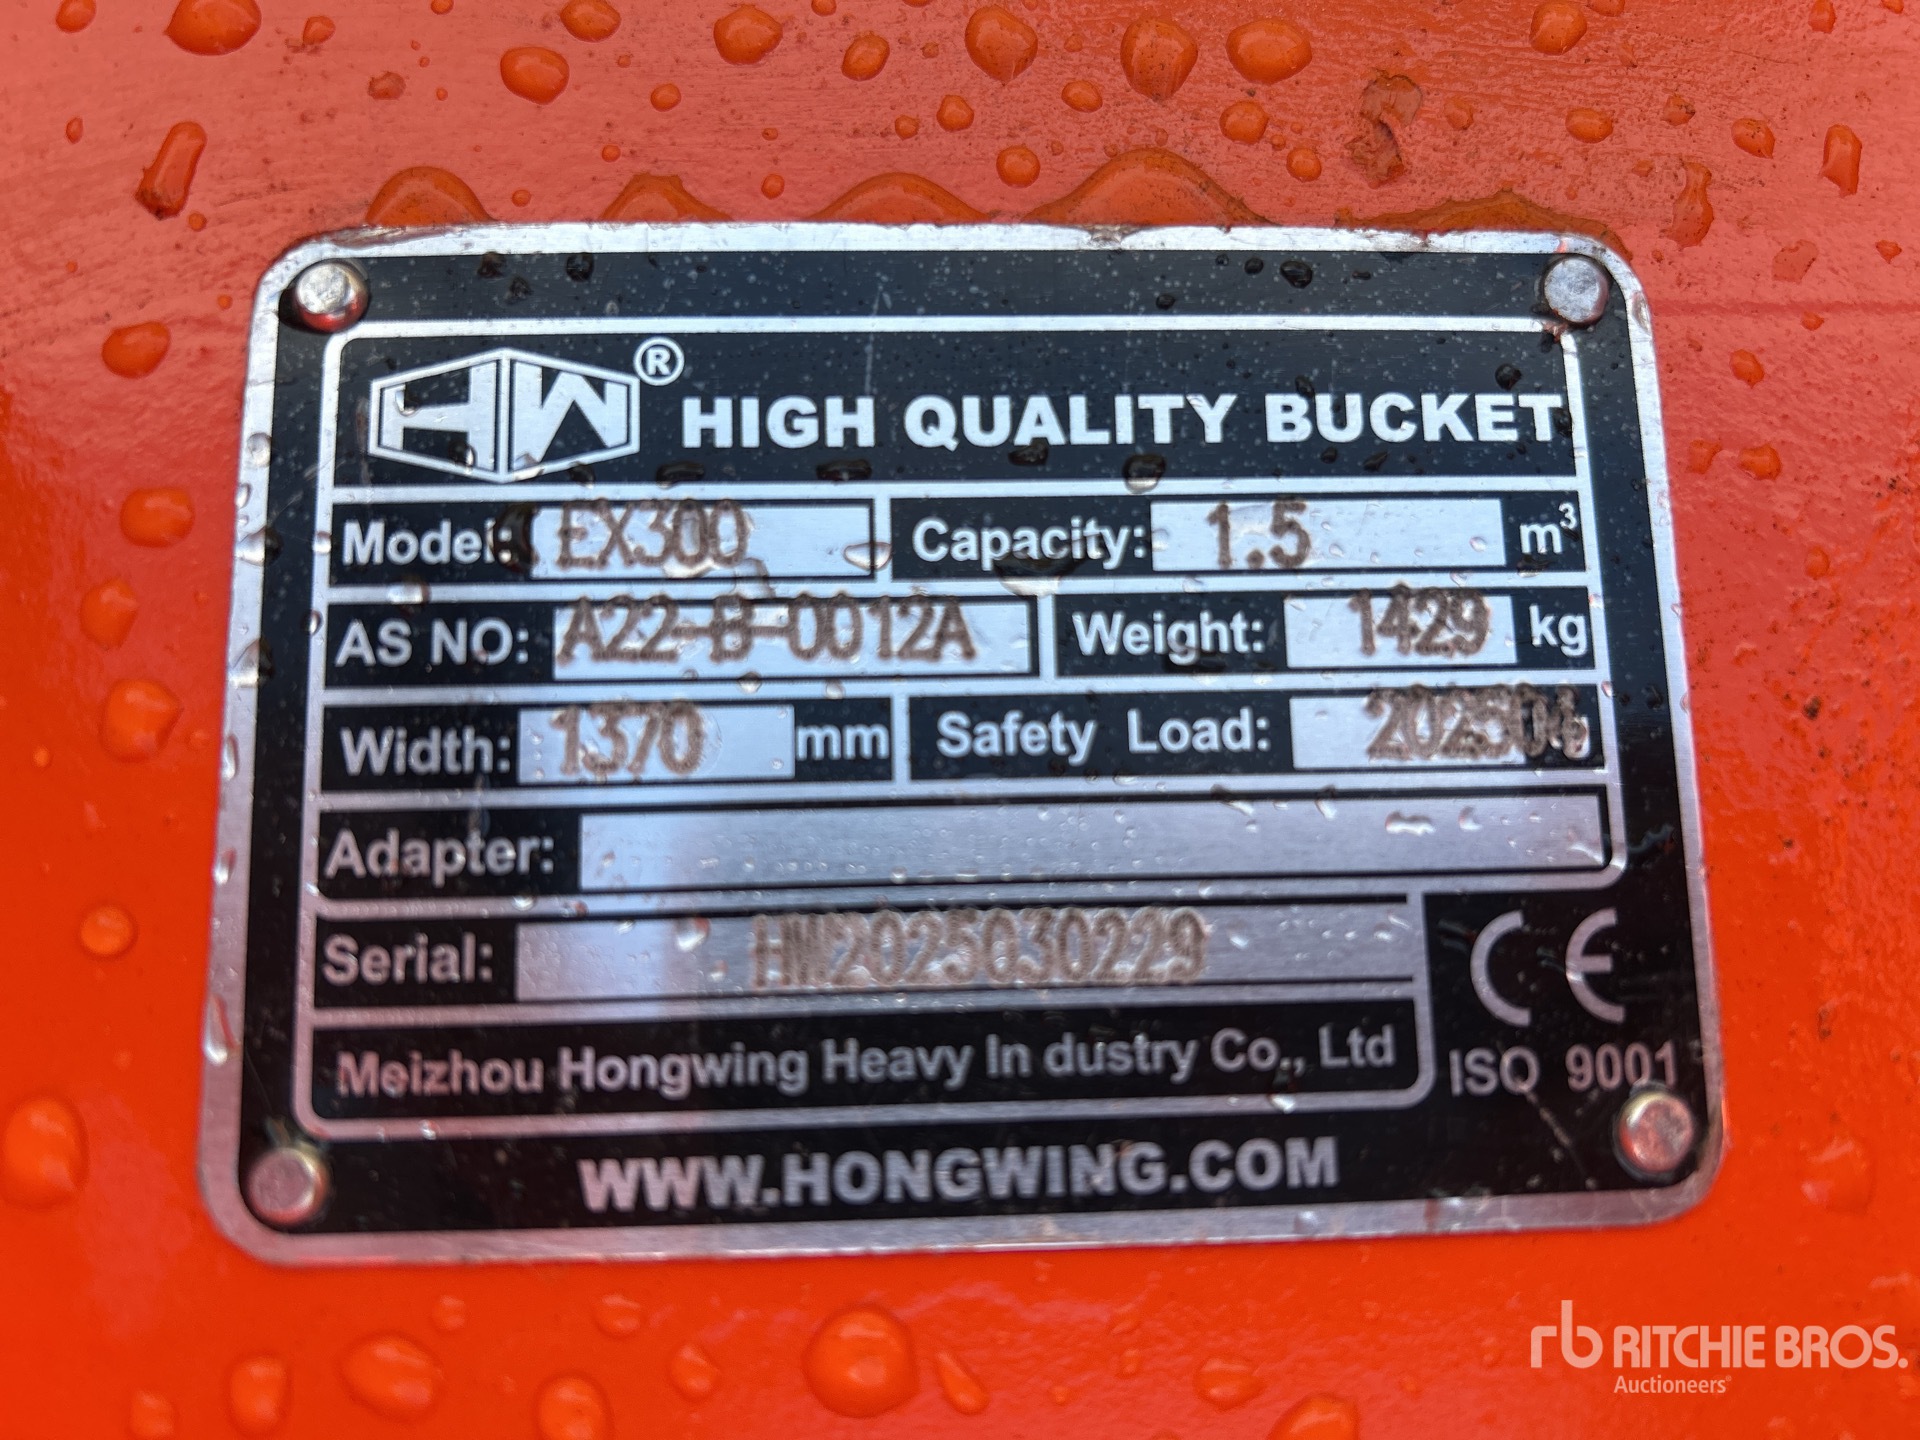 HW® HIGH QUALITY BUCKET
Model: EX300 Capacity: 1.5 m³
AS NO: A22-B-0012A Weight: 1429 kg
Width: 1370 mm Safety Load: 202504
Adapter:
Serial: HW2025030229
CE
Meizhou Hongwing Heavy In dustry Co., Ltd
ISO 9001
WWW.HONGWING.COM
rb RITCHIE BROS.
Auctioneers